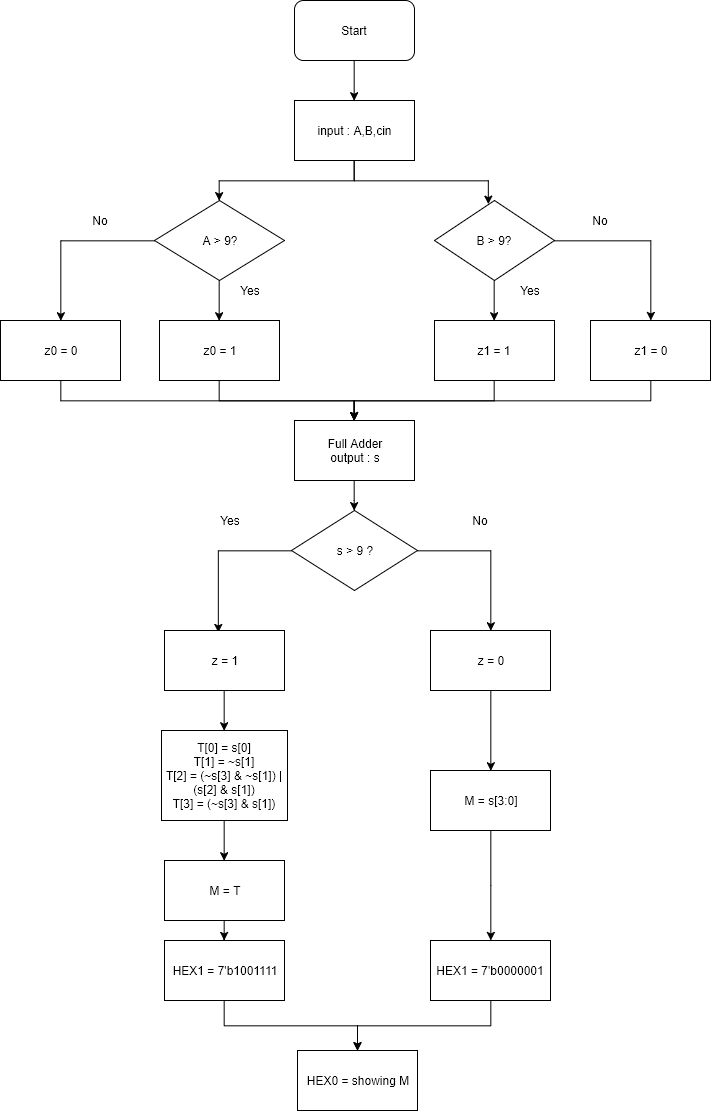 Start
input : A,B,cin
No
A > 9?
B > 9?
No
Yes
Yes
z0 = 0
z0 = 1
z1 = 1
z1 = 0
Full Adder
output : s
Yes
s > 9 ?
No
z = 1
z = 0
T[0] = s[0]
T[1] = ~s[1]
T[2] = (~s[3] & ~s[1]) |
(s[2] & s[1])
T[3] = (~s[3] & s[1])
M = s[3:0]
M = T
HEX1 = 7'b1001111
HEX1 = 7'b0000001
HEX0 = showing M